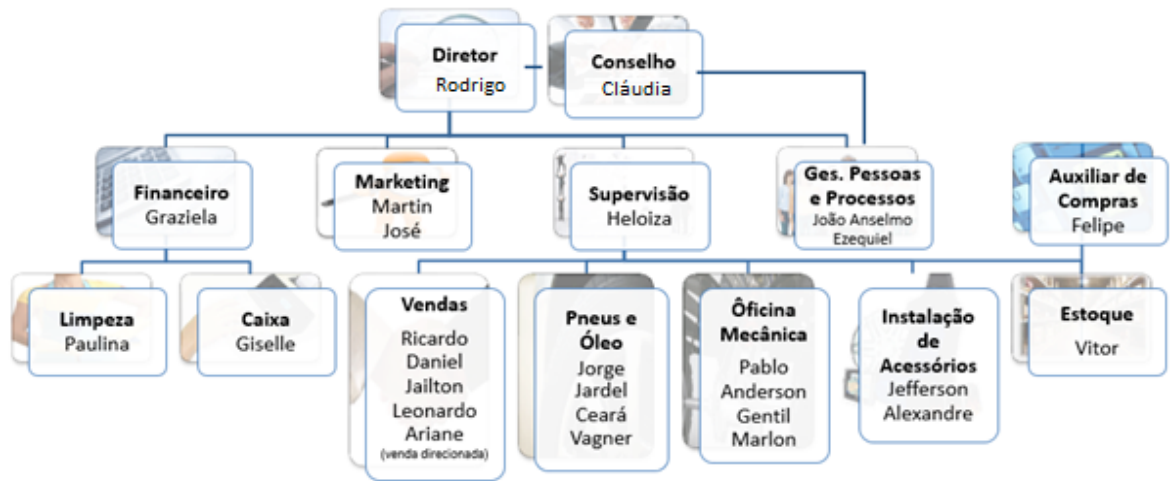 Diretor
Rodrigo
Conselho
Cláudia
Financeiro
Graziela
Marketing
Martin
José
Supervisão
Heloiza
Ges. Pessoas
e Processos
João Anselmo
Ezequiel
Auxiliar de
Compras
Felipe
Limpeza
Paulina
Caixa
Giselle
Vendas
Ricardo
Daniel
Jailton
Leonardo
Ariane
(venda direcionada)
Pneus e
Óleo
Jorge
Jardel
Ceará
Vagner
Ôficina
Mecânica
Pablo
Anderson
Gentil
Marlon
Instalação
de
Acessórios
Jefferson
Alexandre
Estoque
Vitor